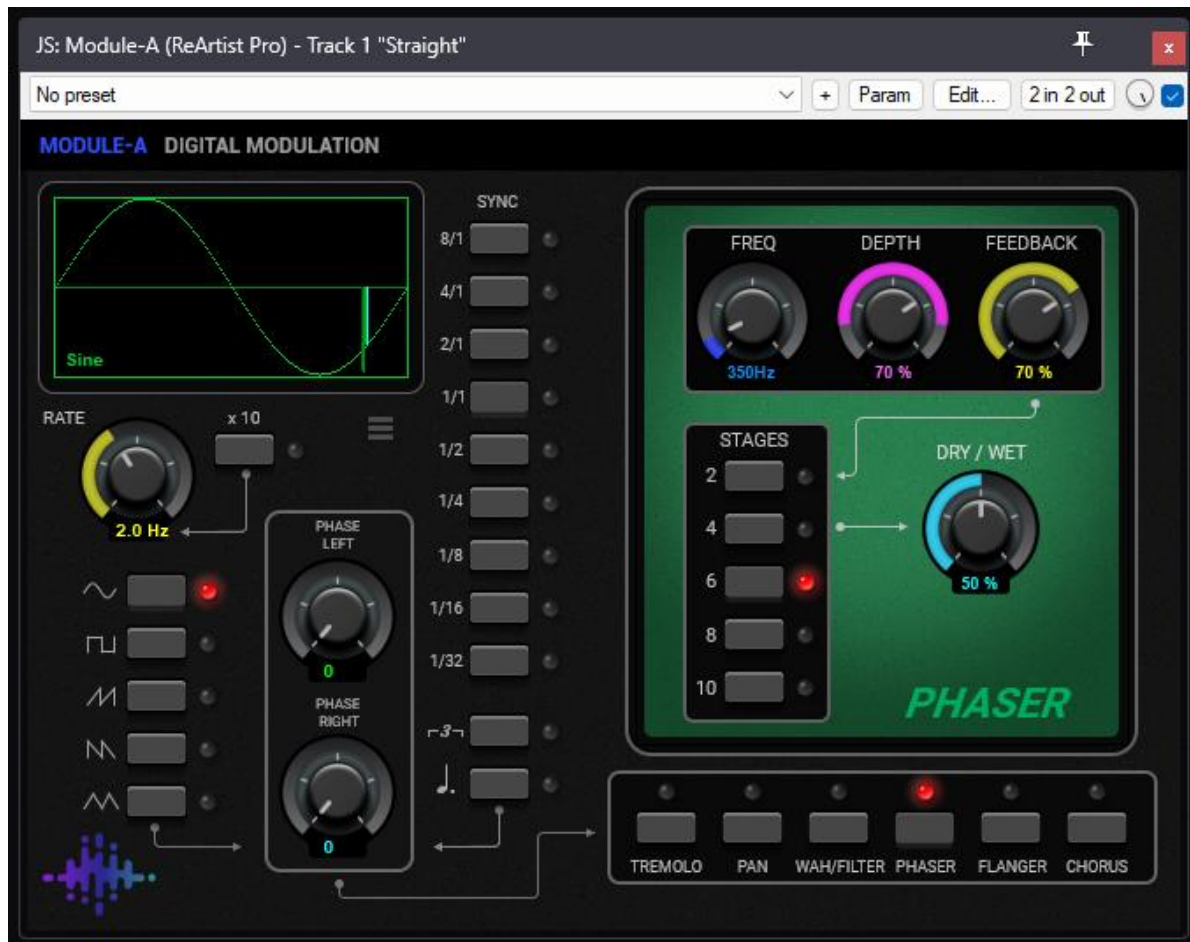 JS: Module-A (ReArtist Pro) - Track 1 "Straight"
x
No preset
+
Param
Edit...
2 in 2 out
MODULE-A DIGITAL MODULATION
Sine
RATE
x 10
2.0 Hz
PHASE
LEFT
0
PHASE
RIGHT
0
SYNC
8/1
4/1
2/1
1/1
1/2
1/4
1/8
1/16
1/32
3
FREQ
DEPTH
FEEDBACK
350Hz
70 %
70 %
STAGES
2
4
6
8
10
DRY / WET
50 %
PHASER
TREMOLO
PAN
WAH/FILTER
PHASER
FLANGER
CHORUS